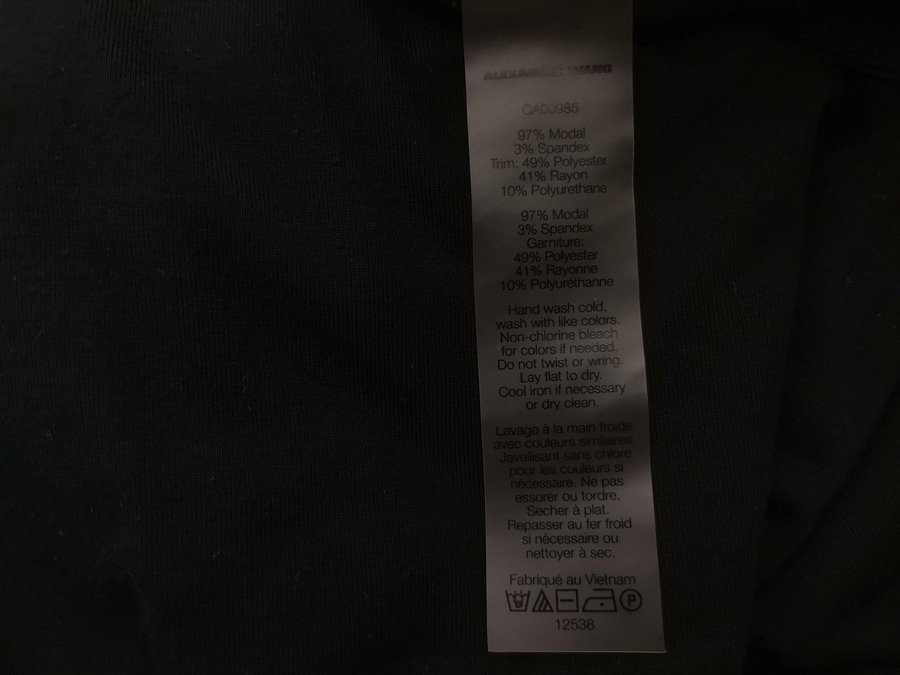 ALEXANDER WANG
CA00985
97% Modal
3% Spandex
Trim: 49% Polyester
41% Rayon
10% Polyurethane
97% Modal
3% Spandex
Garniture:
49% Polyester
41% Rayonne
10% Polyuréthanne
Hand wash cold,
wash with like colors.
Non-chlorine bleach
for colors if needed.
Do not twist or wring.
Lay flat to dry.
Cool iron if necessary
or dry clean.
Lavage à la main froide
avec couleurs similaires.
Javellisant sans chlore
pour les couleurs si
nécessaire. Ne pas
essorer ou tordre.
Secher à plat.
Repasser au fer froid
si nécessaire ou
nettoyer à sec.
Fabriqué au Vietnam
P
12538